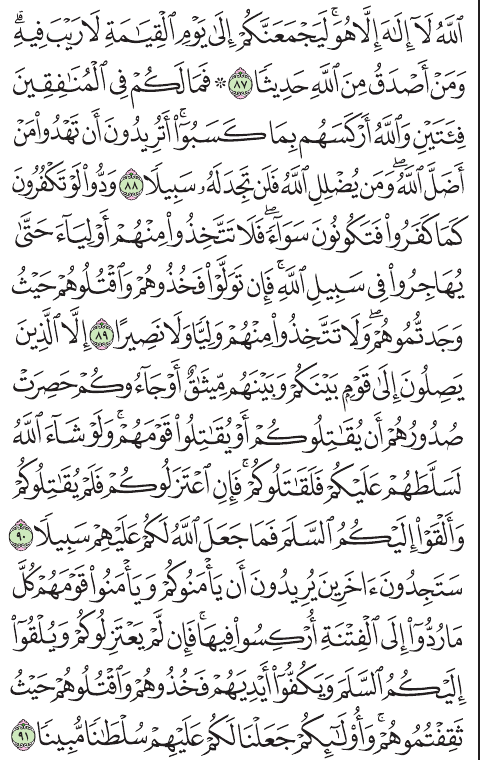 ٱللَّهُ لَآ إِلَٰهَ إِلَّا هُوَۚ لَيَجْمَعَنَّكُمْ إِلَىٰ يَوْمِ ٱلْقِيَٰمَةِ لَا رَيْبَ فِيهِۗ
وَمَنْ أَصْدَقُ مِنَ ٱللَّهِ حَدِيثًا ٨٧ ۞ فَمَا لَكُمْ فِى ٱلْمُنَٰفِقِينَ
فِئَتَيْنِ وَٱللَّهُ أَرْكَسَهُم بِمَا كَسَبُوٓا۟ۚ أَتُرِيدُونَ أَن تَهْدُوا۟ مَنْ
أَضَلَّ ٱللَّهُۖ وَمَن يُضْلِلِ ٱللَّهُ فَلَن تَجِدَ لَهُۥ سَبِيلًا ٨٨ وَدُّوا۟ لَوْ تَكْفُرُونَ
كَمَا كَفَرُوا۟ فَتَكُونُونَ سَوَآءًۖ فَلَا تَتَّخِذُوا۟ مِنْهُمْ أَوْلِيَآءَ حَتَّىٰ
يُهَاجِرُوا۟ فِى سَبِيلِ ٱللَّهِۚ فَإِن تَوَلَّوْا۟ فَخُذُوهُمْ وَٱقْتُلُوهُمْ حَيْثُ
وَجَدتُّمُوهُمْۖ وَلَا تَتَّخِذُوا۟ مِنْهُمْ وَلِيًّا وَلَا نَصِيرًا ٨٩ إِلَّا ٱلَّذِينَ
يَصِلُونَ إِلَىٰ قَوْمٍۭ بَيْنَكُمْ وَبَيْنَهُم مِّيثَٰقٌ أَوْ جَآءُوكُمْ حَصِرَتْ
صُدُورُهُمْ أَن يُقَٰتِلُوكُمْ أَوْ يُقَٰتِلُوا۟ قَوْمَهُمْۚ وَلَوْ شَآءَ ٱللَّهُ
لَسَلَّطَهُمْ عَلَيْكُمْ فَلَقَٰتَلُوكُمْۚ فَإِنِ ٱعْتَزَلُوكُمْ فَلَمْ يُقَٰتِلُوكُمْ
وَأَلْقَوْا۟ إِلَيْكُمُ ٱلسَّلَمَ فَمَا جَعَلَ ٱللَّهُ لَكُمْ عَلَيْهِمْ سَبِيلًا ٩٠
سَتَجِدُونَ ءَاخَرِينَ يُرِيدُونَ أَن يَأْمَنُوكُمْ وَيَأْمَنُوا۟ قَوْمَهُمْ كُلَّ
مَا رُدُّوٓا۟ إِلَى ٱلْفِتْنَةِ أُرْكِسُوا۟ فِيهَاۚ فَإِن لَّمْ يَعْتَزِلُوكُمْ وَيُلْقُوٓا۟
إِلَيْكُمُ ٱلسَّلَمَ وَيَكُفُّوٓا۟ أَيْدِيَهُمْ فَخُذُوهُمْ وَٱقْتُلُوهُمْ حَيْثُ
ثَقِفْتُمُوهُمْۚ وَأُو۟لَٰٓئِكُمْ جَعَلْنَا لَكُمْ عَلَيْهِمْ سُلْطَٰنًا مُّبِينًا ٩١